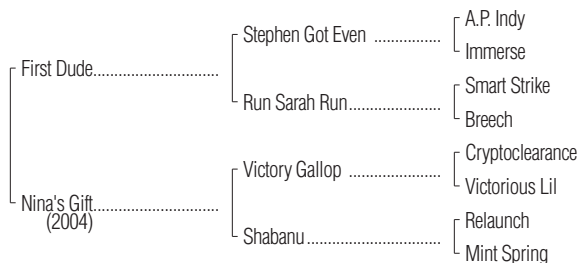 A.P. Indy
Stephen Got Even ................
Immerse
First Dude...............................
Smart Strike
Run Sarah Run.......................
Breech
Cryptoclearance
Victory Gallop ......................
Victorious Lil
Nina's Gift...............................
(2004)
Relaunch
Shabanu.................................
Mint Spring